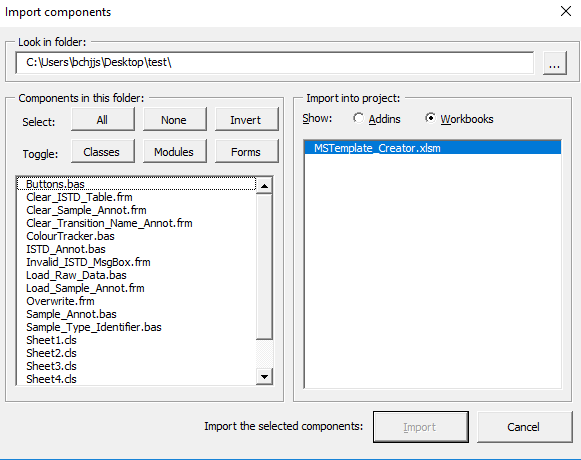 Import components
Look in folder:
C:\Users\bchjjs\Desktop\test\
...
Components in this folder:
Select: All None Invert
Toggle: Classes Modules Forms
Buttons.bas
Clear_ISTD_Table.frm
Clear_Sample_Annot.frm
Clear_Transition_Name_Annot.frm
ColourTracker.bas
ISTD_Annot.bas
Invalid_ISTD_MsgBox.frm
Load_Raw_Data.bas
Load_Sample_Annot.frm
Overwrite.frm
Sample_Annot.bas
Sample_Type_Identifier.bas
Sheet1.cls
Sheet2.cls
Sheet3.cls
Sheet4.cls
Import into project:
Show: Addins Workbooks
MSTemplate_Creator.xlsm
Import the selected components: Import Cancel